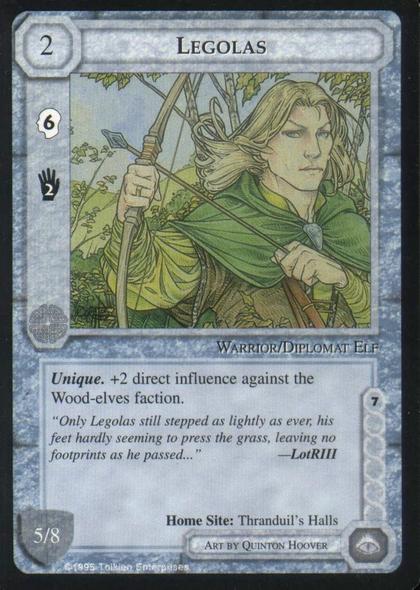 2
LEGOLAS
6
2
WARRIOR/DIPLOMAT ELF
Unique. +2 direct influence against the
Wood-elves faction.
7
"Only Legolas still stepped as lightly as ever, his
feet hardly seeming to press the grass, leaving no
footprints as he passed..." —LotRIII
Home Site: Thranduil's Halls
5/8
ART BY QUINTON HOOVER
©1995 Tolkien Enterprises